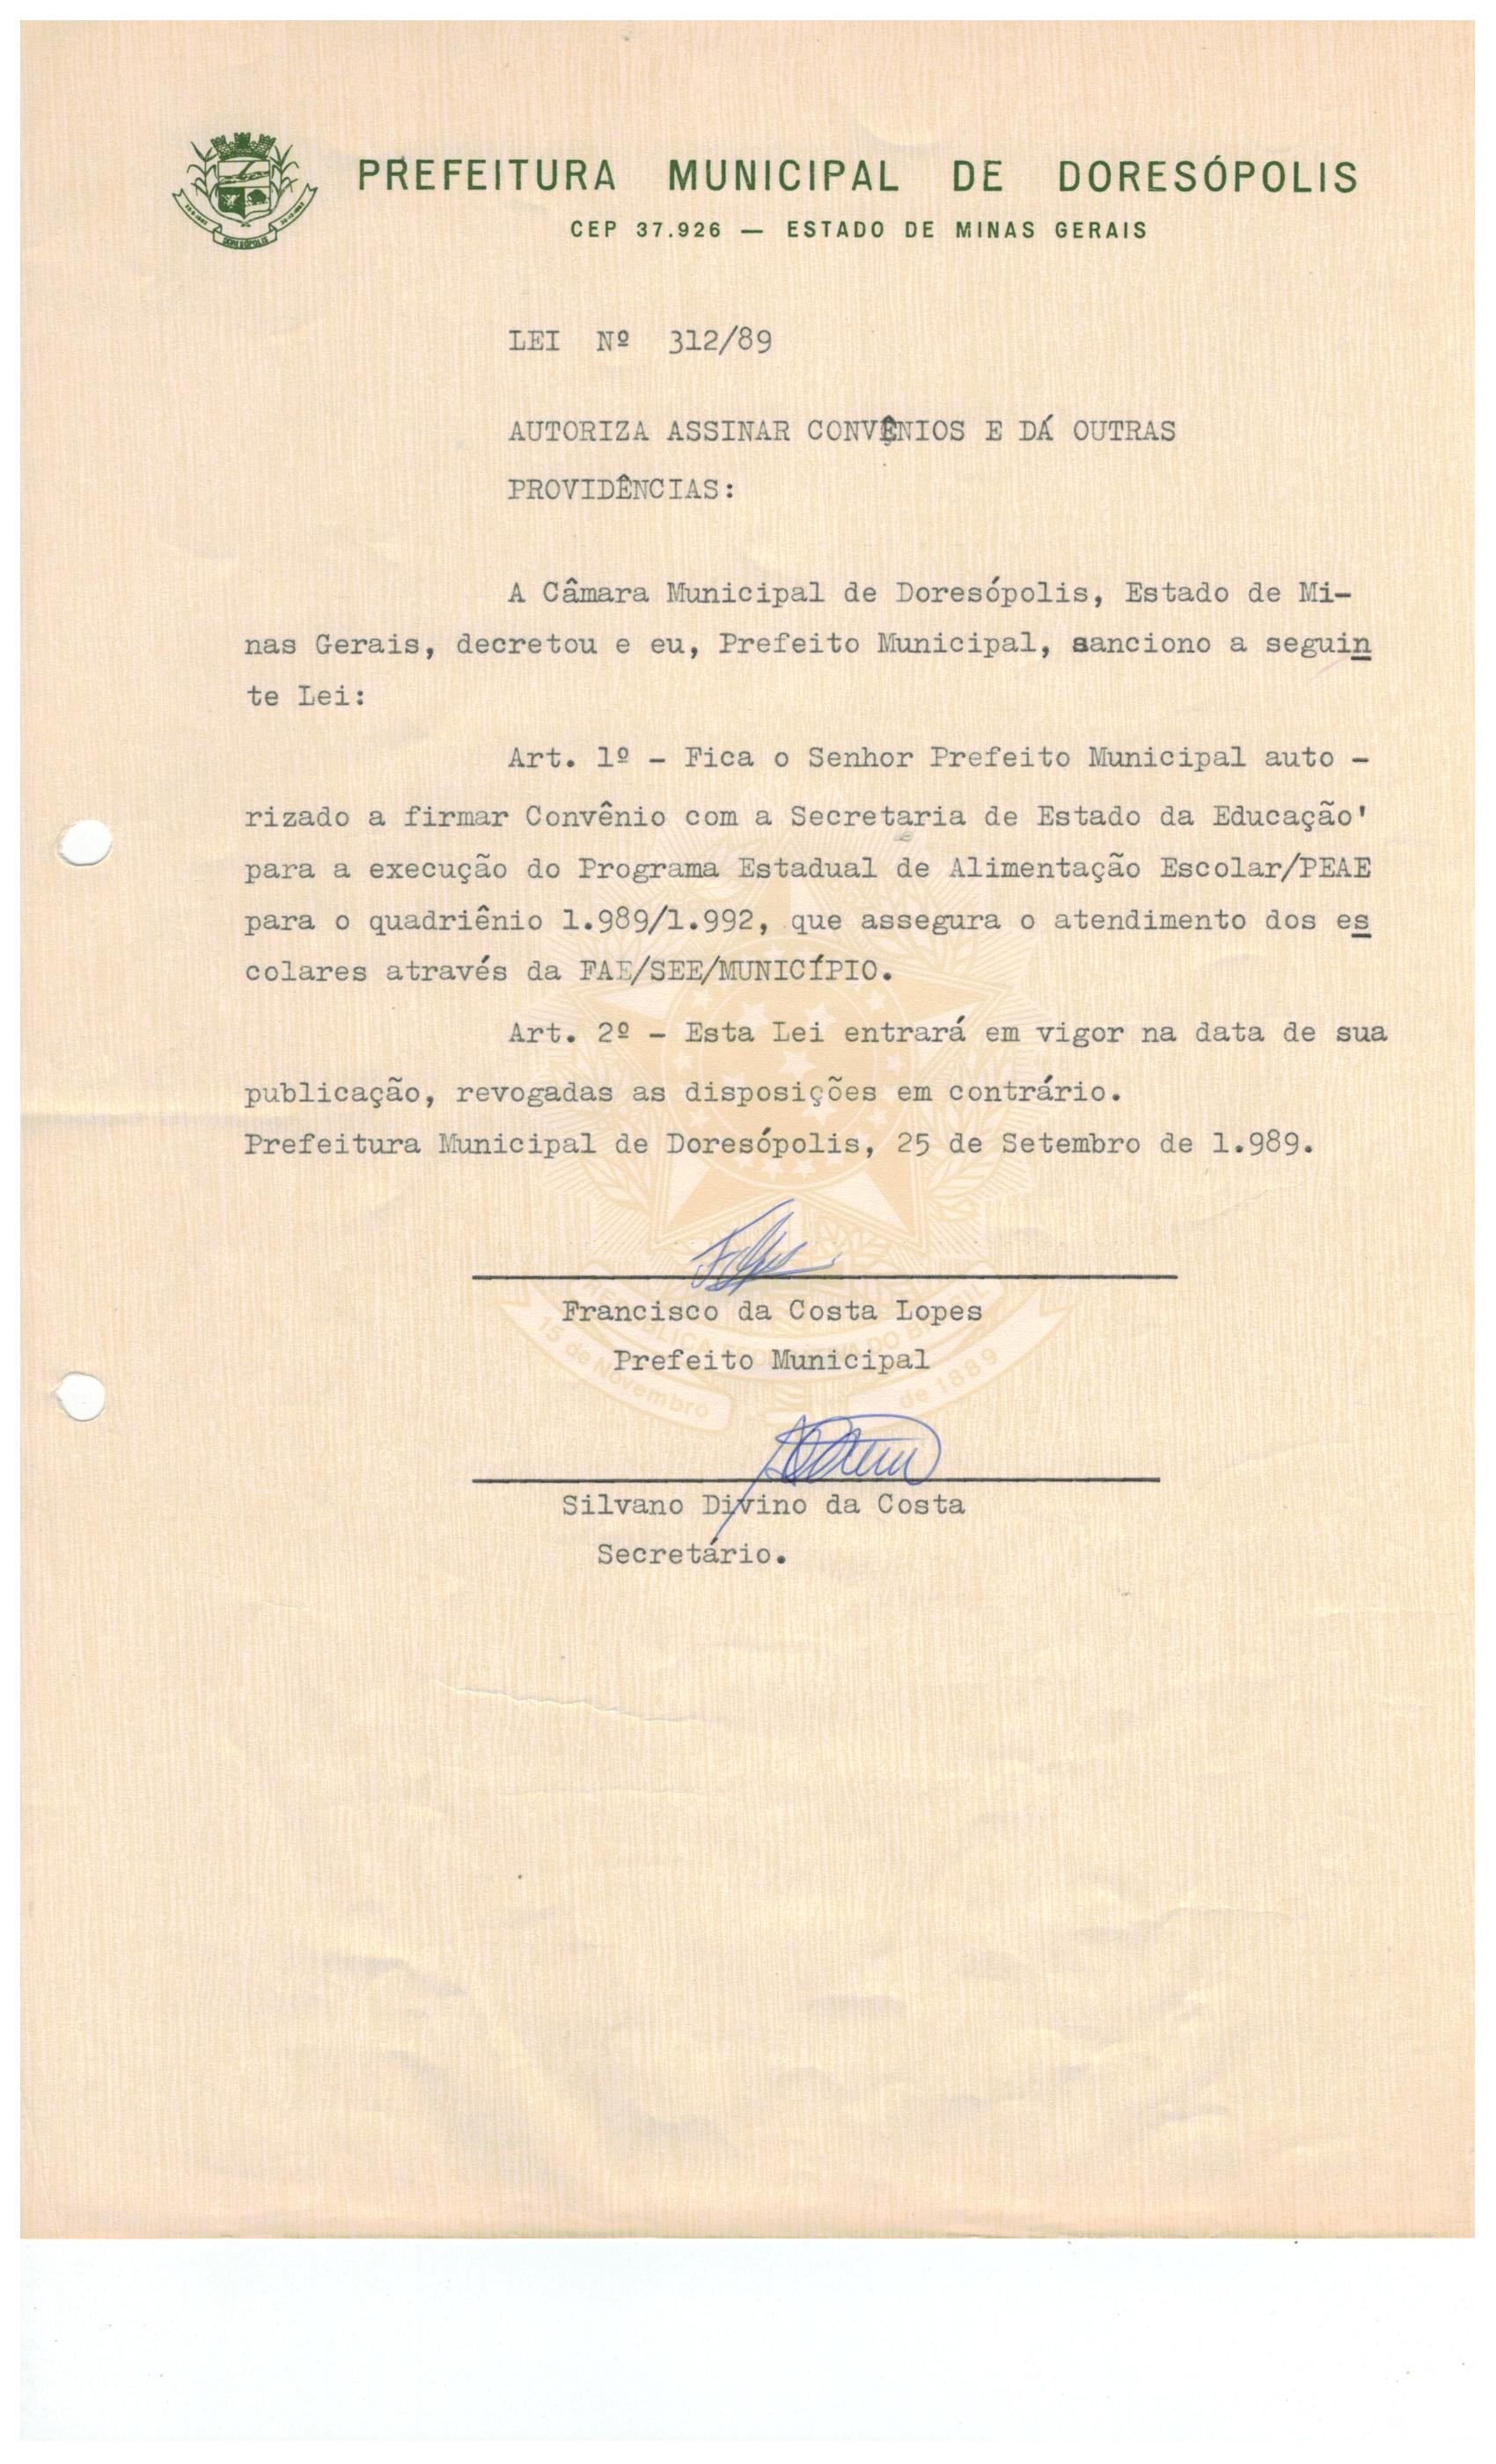 PREFEITURA MUNICIPAL DE DORESÓPOLIS
CEP 37.926 — ESTADO DE MINAS GERAIS
DORESÓPOLIS
LEI Nº 312/89
AUTORIZA ASSINAR CONVÊNIOS E DÁ OUTRAS
PROVIDÊNCIAS:
A Câmara Municipal de Doresópolis, Estado de Mi-
nas Gerais, decretou e eu, Prefeito Municipal, sanciono a seguin
te Lei:
Art. 1º - Fica o Senhor Prefeito Municipal auto -
rizado a firmar Convênio com a Secretaria de Estado da Educação'
para a execução do Programa Estadual de Alimentação Escolar/PEAE
para o quadriênio 1.989/1.992, que assegura o atendimento dos es
colares através da FAE/SEE/MUNICÍPIO.
Art. 2º - Esta Lei entrará em vigor na data de sua
publicação, revogadas as disposições em contrário.
Prefeitura Municipal de Doresópolis, 25 de Setembro de 1.989.
Francisco da Costa Lopes
Prefeito Municipal
15 de Novembro de 1889
Silvano Divino da Costa
Secretário.